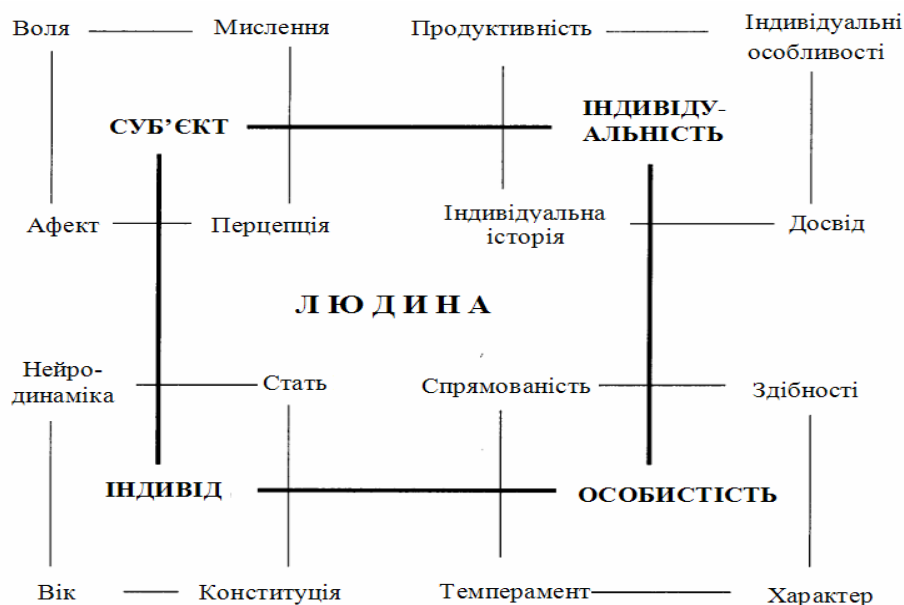 Воля Мислення Продуктивність Індивідуальні
особливості
СУБ’ЄКТ ІНДИВІДУ-
АЛЬНІСТЬ
Афект Перцепція Індивідуальна
історія Досвід
ЛЮДИНА
Нейро-
динаміка Стать Спрямованість Здібності
ІНДИВІД ОСОБИСТІСТЬ
Вік Конституція Темперамент Характер